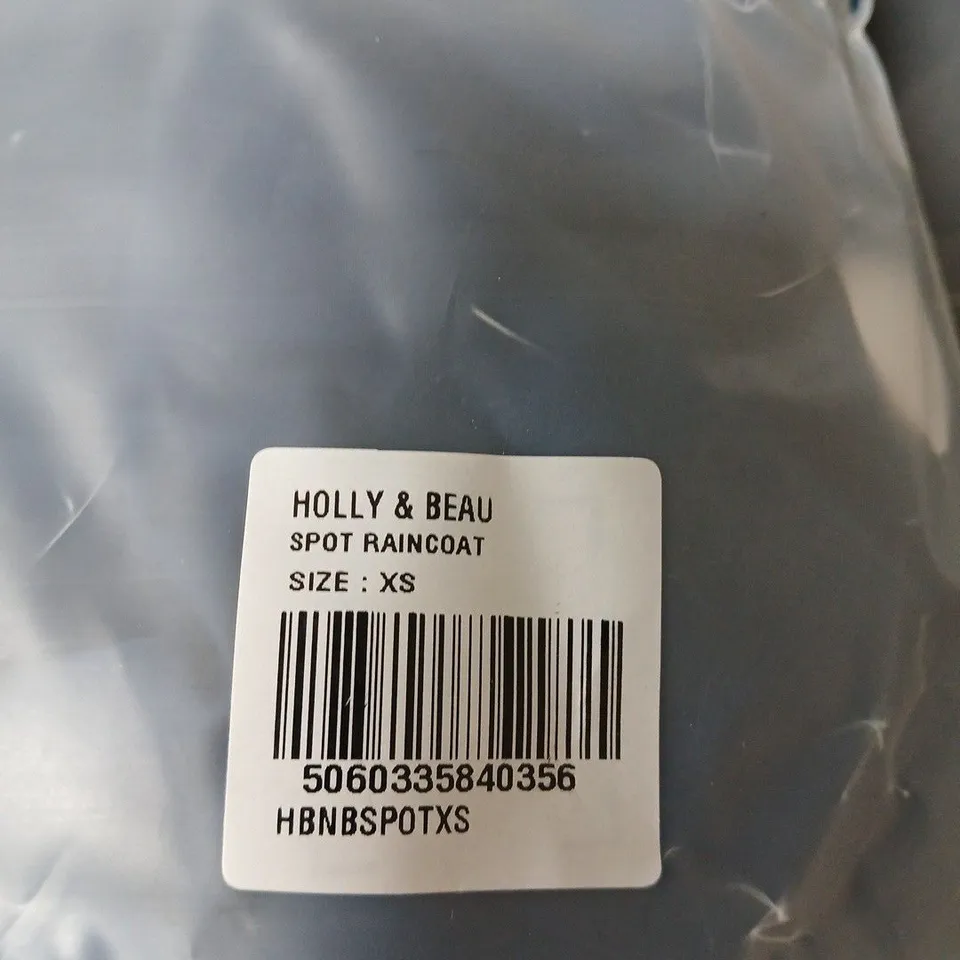 HOLLY & BEAU
SPOT RAINCOAT
SIZE : XS
5060335840356
HBNBSPOTXS